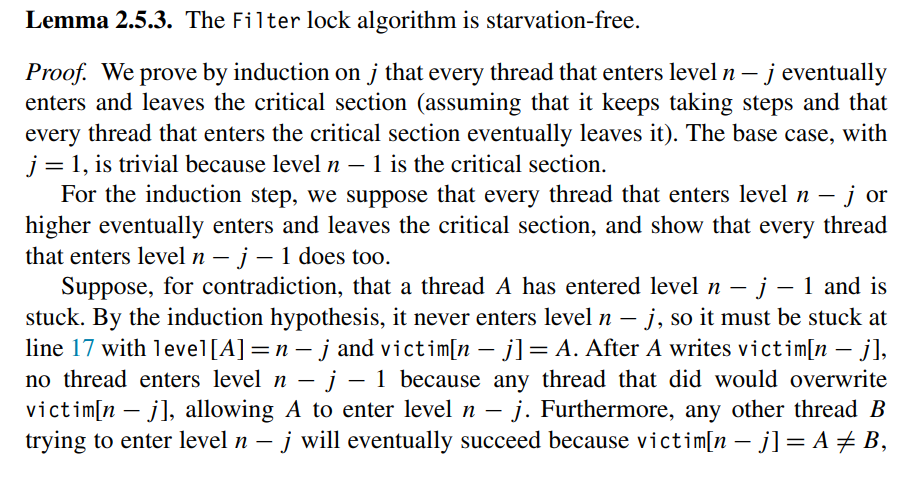 Lemma 2.5.3. The Filter lock algorithm is starvation-free.
Proof. We prove by induction on j that every thread that enters level n − j eventually
enters and leaves the critical section (assuming that it keeps taking steps and that
every thread that enters the critical section eventually leaves it). The base case, with
j = 1, is trivial because level n − 1 is the critical section.
For the induction step, we suppose that every thread that enters level n − j or
higher eventually enters and leaves the critical section, and show that every thread
that enters level n − j − 1 does too.
Suppose, for contradiction, that a thread A has entered level n − j − 1 and is
stuck. By the induction hypothesis, it never enters level n − j, so it must be stuck at
line 17 with level[A] = n − j and victim[n − j] = A. After A writes victim[n − j],
no thread enters level n − j − 1 because any thread that did would overwrite
victim[n − j], allowing A to enter level n − j. Furthermore, any other thread B
trying to enter level n − j will eventually succeed because victim[n − j] = A ≠ B,